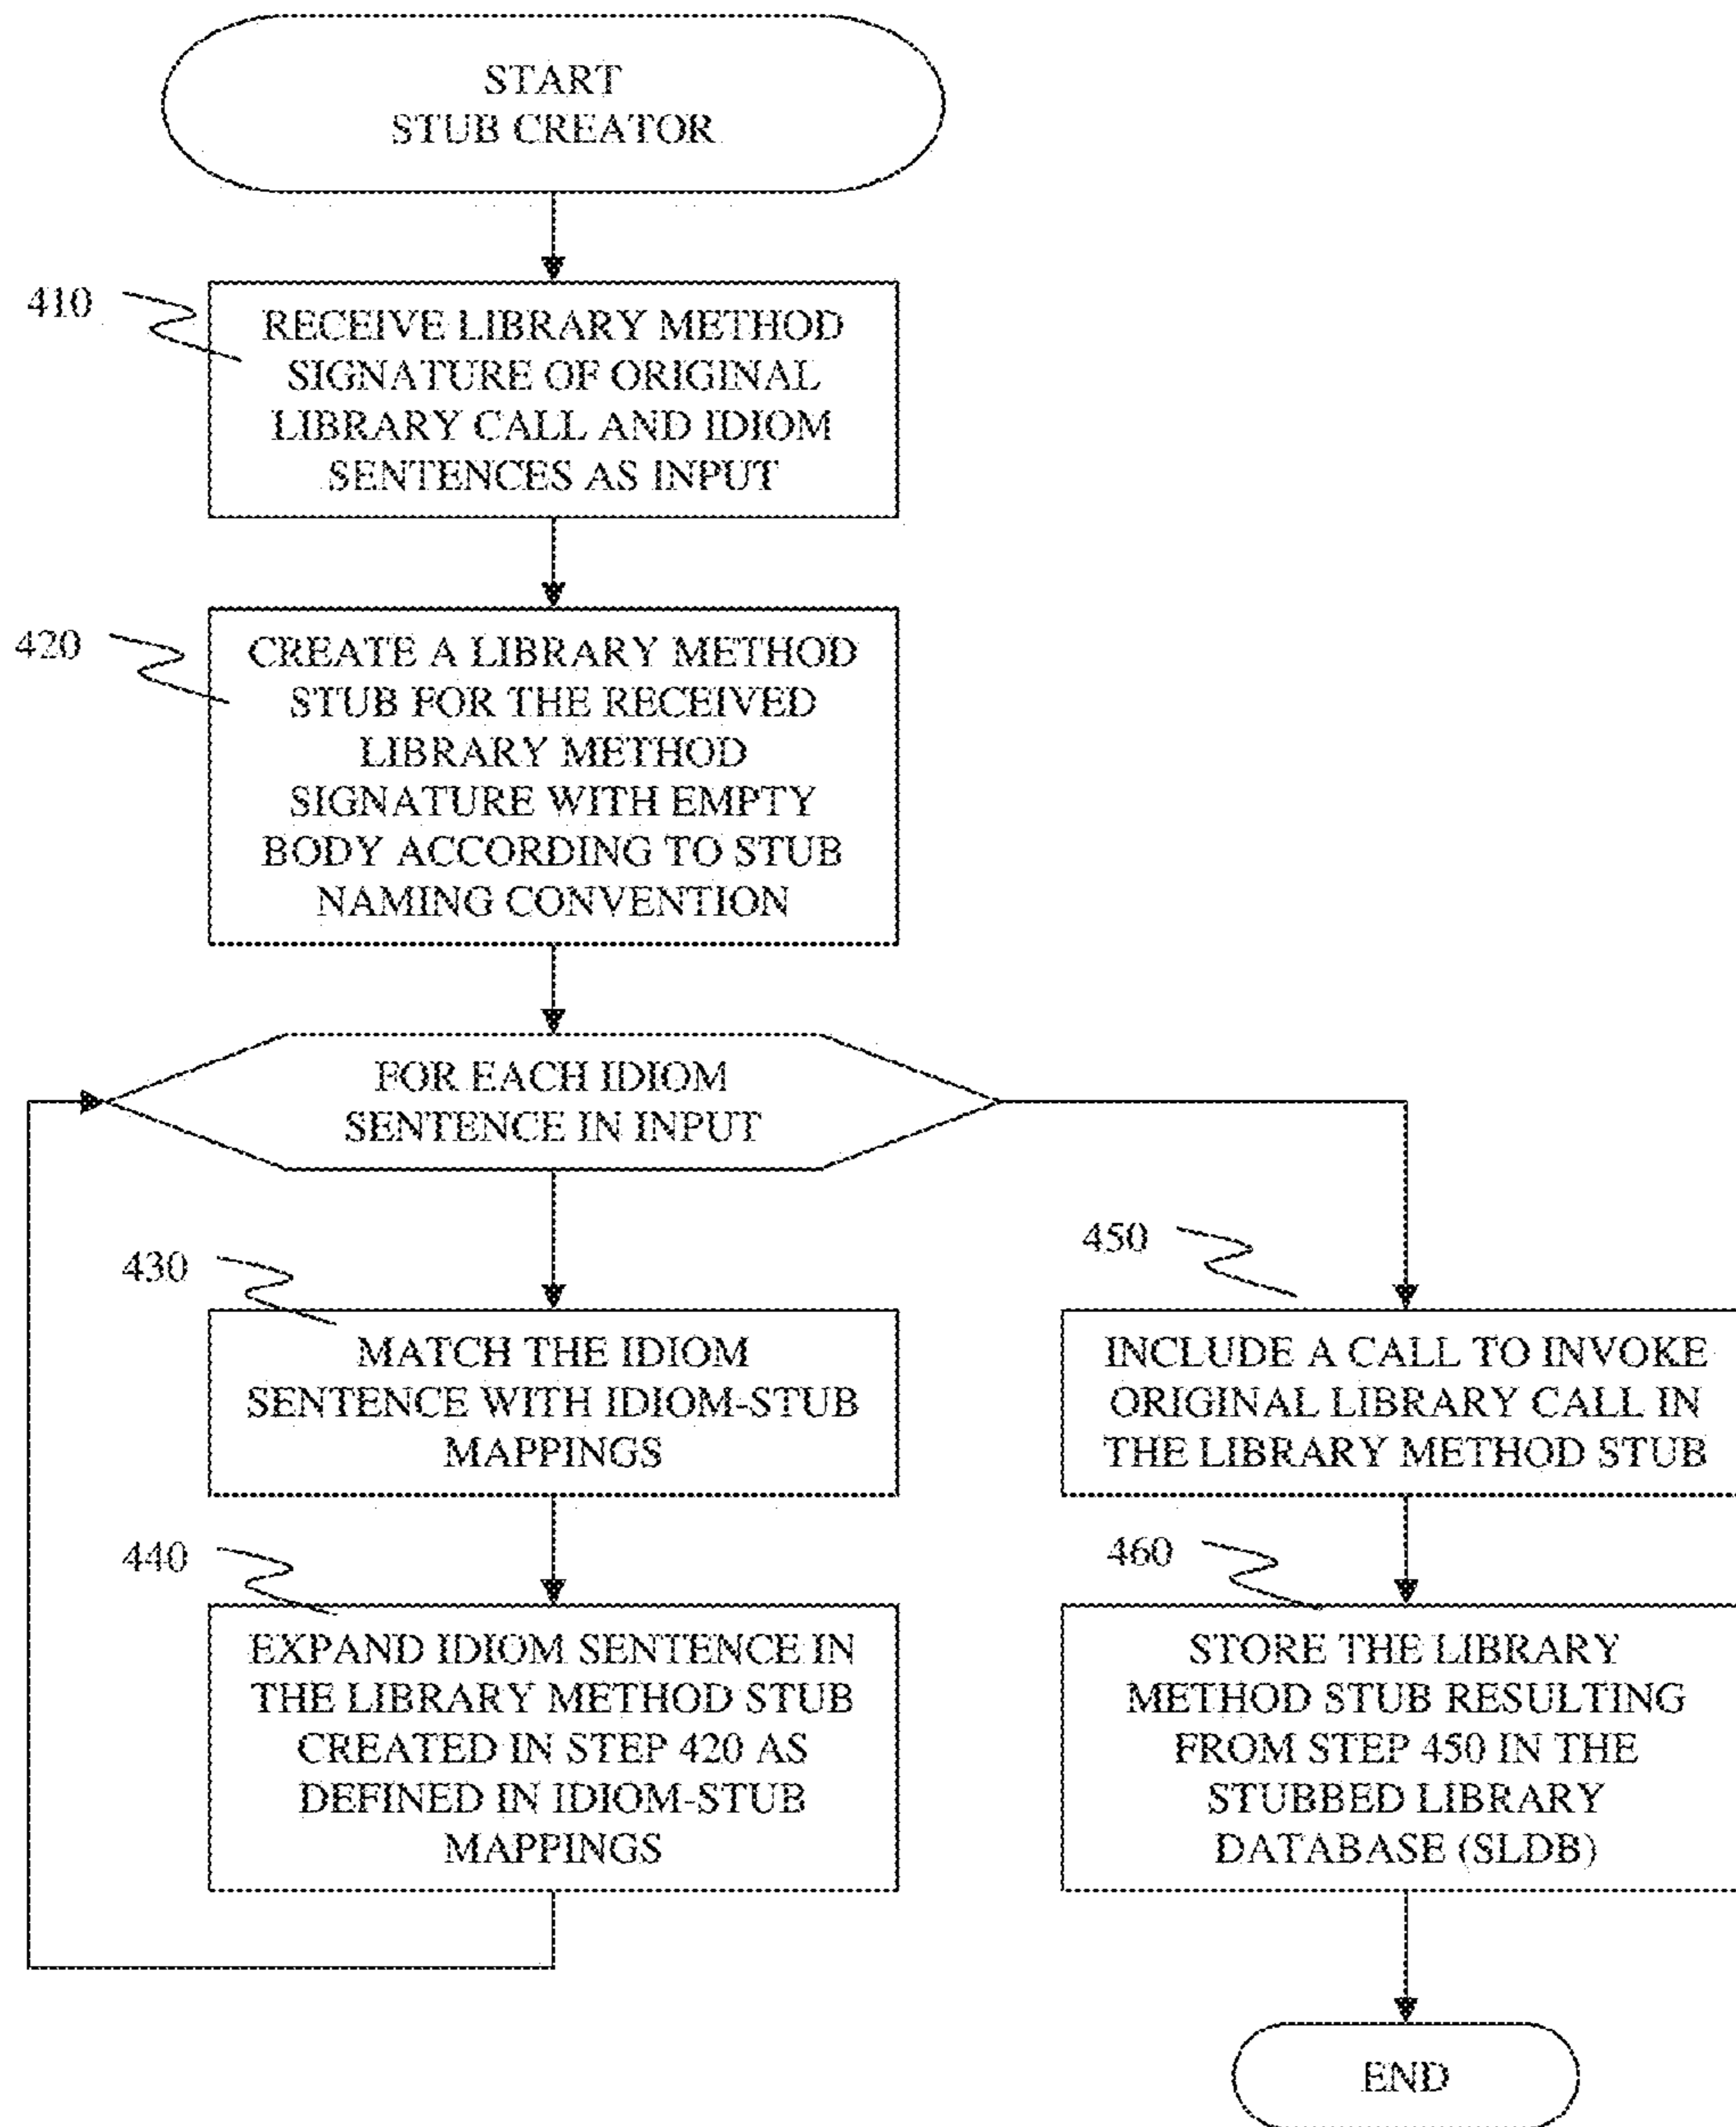 START
STUB CREATOR
410
RECEIVE LIBRARY METHOD
SIGNATURE OF ORIGINAL
LIBRARY CALL AND IDIOM
SENTENCES AS INPUT
420
CREATE A LIBRARY METHOD
STUB FOR THE RECEIVED
LIBRARY METHOD
SIGNATURE WITH EMPTY
BODY ACCORDING TO STUB
NAMING CONVENTION
FOR EACH IDIOM
SENTENCE IN INPUT
430
MATCH THE IDIOM
SENTENCE WITH IDIOM-STUB
MAPPINGS
440
EXPAND IDIOM SENTENCE IN
THE LIBRARY METHOD STUB
CREATED IN STEP 420 AS
DEFINED IN IDIOM-STUB
MAPPINGS
450
INCLUDE A CALL TO INVOKE
ORIGINAL LIBRARY CALL IN
THE LIBRARY METHOD STUB
460
STORE THE LIBRARY
METHOD STUB RESULTING
FROM STEP 450 IN THE
STUBBED LIBRARY
DATABASE (SLDB)
END